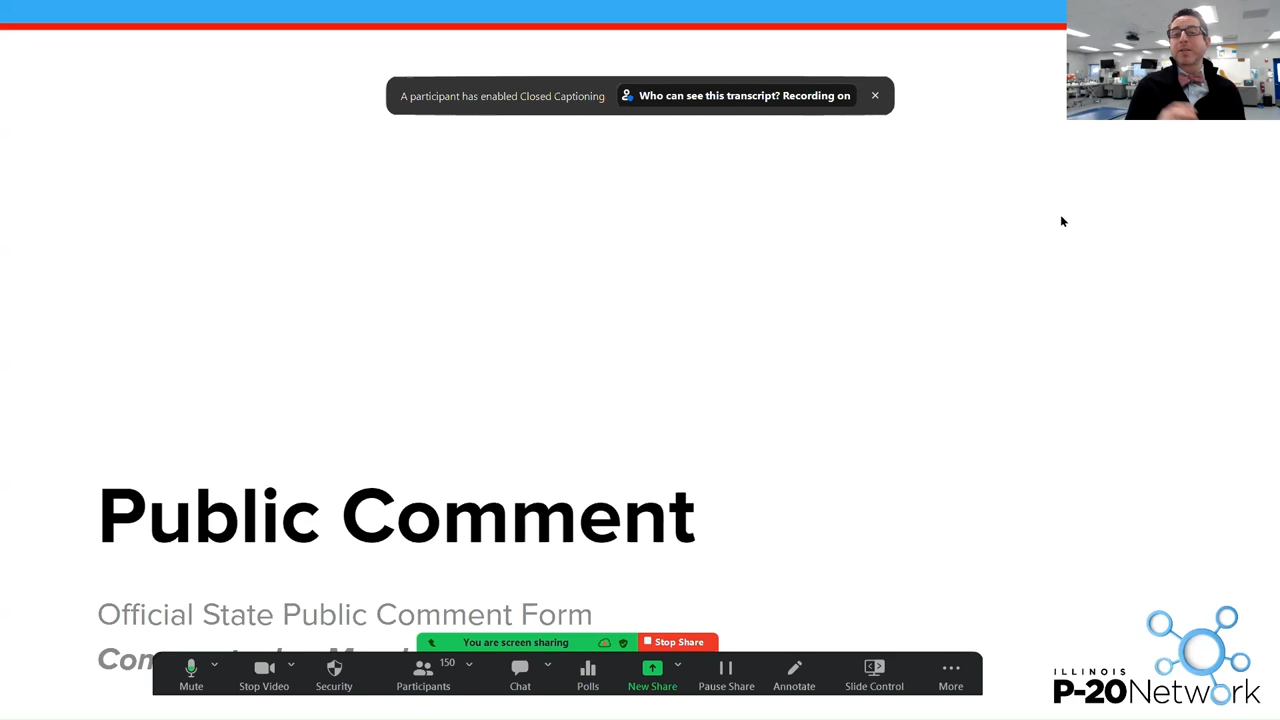 A participant has enabled Closed Captioning Who can see this transcript? Recording on
Public Comment
Official State Public Comment Form
You are screen sharing Stop Share
150
Mute Stop Video Security Participants Chat Polls New Share Pause Share Annotate Slide Control More
ILLINOIS
P-20Network